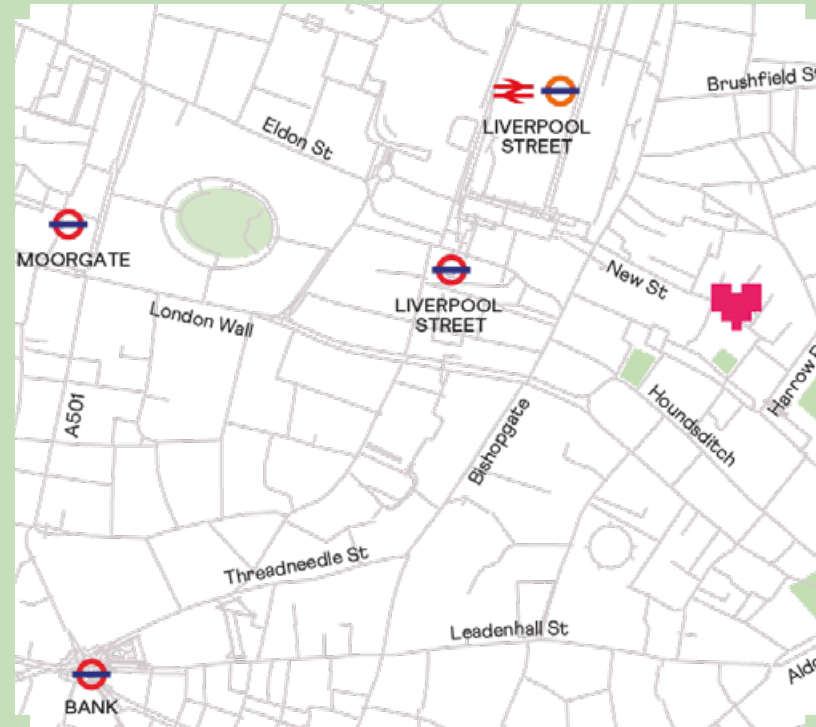 Brushfield St
LIVERPOOL
STREET
Eldon St
MOORGATE
New St
LIVERPOOL
STREET
London Wall
Harrow
Houndsditch
A501
Bishopgate
Threadneedle St
Leadenhall St
BANK